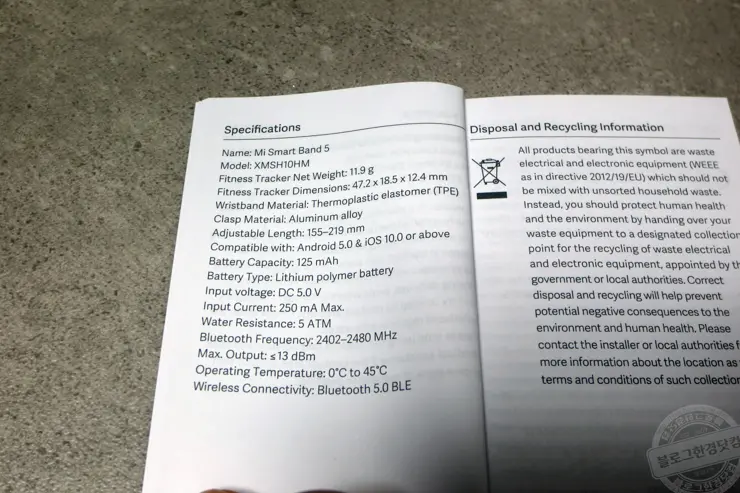 Specifications
Name: Mi Smart Band 5
Model: XMSH10HM
Fitness Tracker Net Weight: 11.9 g
Fitness Tracker Dimensions: 47.2 x 18.5 x 12.4 mm
Wristband Material: Thermoplastic elastomer (TPE)
Clasp Material: Aluminum alloy
Adjustable Length: 155–219 mm
Compatible with: Android 5.0 & iOS 10.0 or above
Battery Capacity: 125 mAh
Battery Type: Lithium polymer battery
Input voltage: DC 5.0 V
Input Current: 250 mA Max.
Water Resistance: 5 ATM
Bluetooth Frequency: 2402–2480 MHz
Max. Output: ≤13 dBm
Operating Temperature: 0°C to 45°C
Wireless Connectivity: Bluetooth 5.0 BLE
Disposal and Recycling Information
All products bearing this symbol are waste
electrical and electronic equipment (WEEE
as in directive 2012/19/EU) which should not
be mixed with unsorted household waste.
Instead, you should protect human health
and the environment by handing over your
waste equipment to a designated collection
point for the recycling of waste electrical
and electronic equipment, appointed by th
government or local authorities. Correct
disposal and recycling will help prevent
potential negative consequences to the
environment and human health. Please
contact the installer or local authorities f
more information about the location as
terms and conditions of such collection
블로그한경닷컴